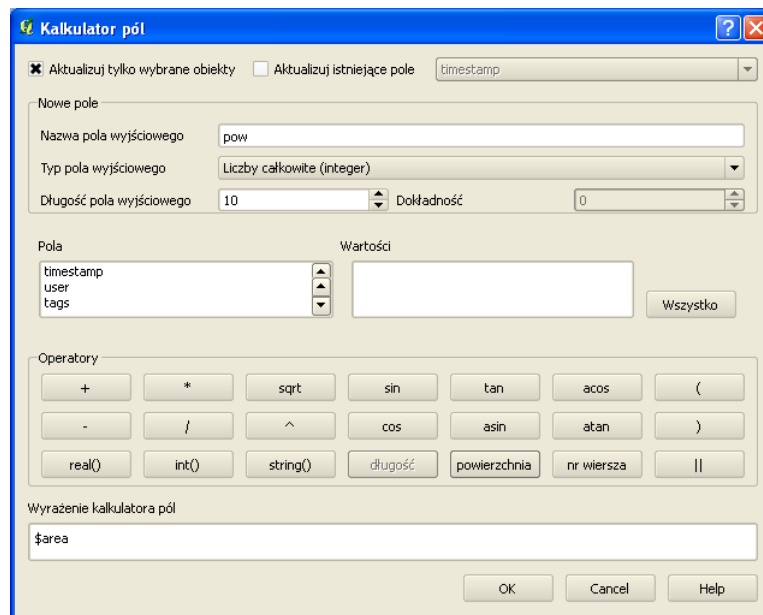 Kalkulator pól
Aktualizuj tylko wybrane obiekty Aktualizuj istniejące pole timestamp
Nowe pole
Nazwa pola wyjściowego pow
Typ pola wyjściowego Liczby całkowite (integer)
Długość pola wyjściowego 10 Dokładność 0
Pola Wartości
timestamp
user
tags
Wszystko
Operatory
+ * sqrt sin tan acos (
- / ^ cos asin atan )
real() int() string() długość powierzchnia nr wiersza ||
Wyrażenie kalkulatora pól
$area
OK Cancel Help